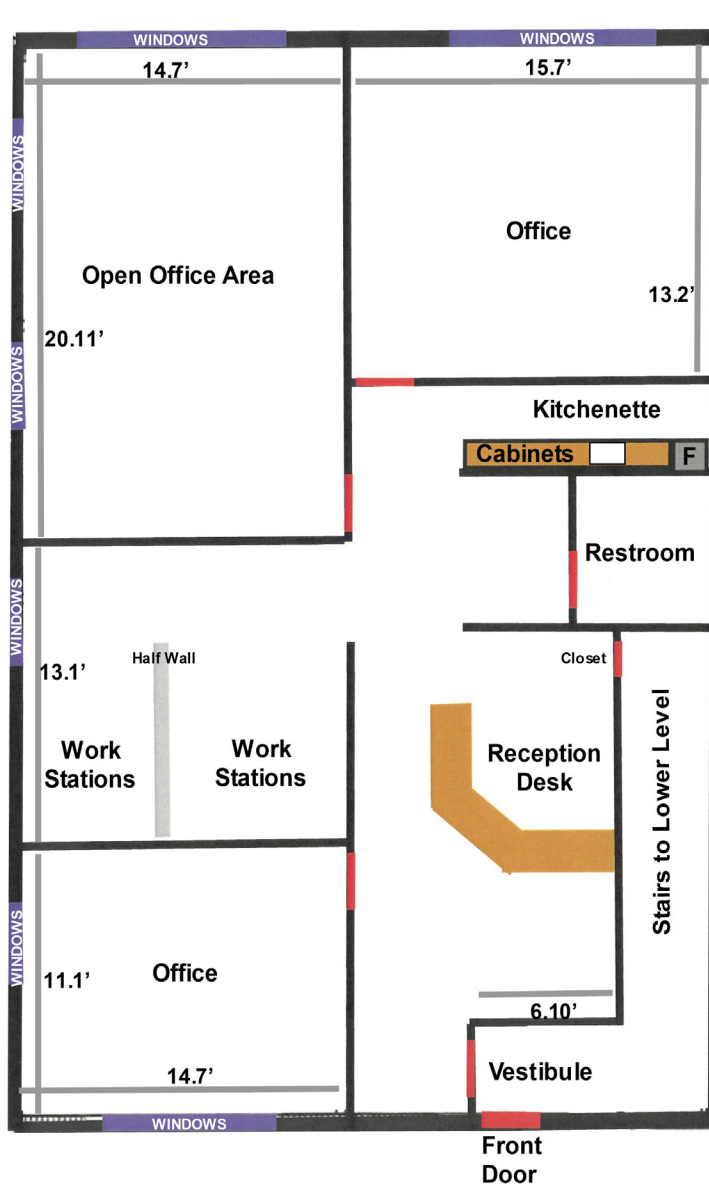 WINDOWS
WINDOWS
14.7’
15.7’
WINDOWS
Office
Open Office Area
13.2’
20.11’
WINDOWS
Kitchenette
Cabinets
F
Restroom
WINDOWS
Half Wall
Closet
13.1’
Work
Stations
Work
Stations
Reception
Desk
Stairs to Lower Level
WINDOWS
Office
11.1’
6.10’
14.7’
Vestibule
WINDOWS
Front
Door